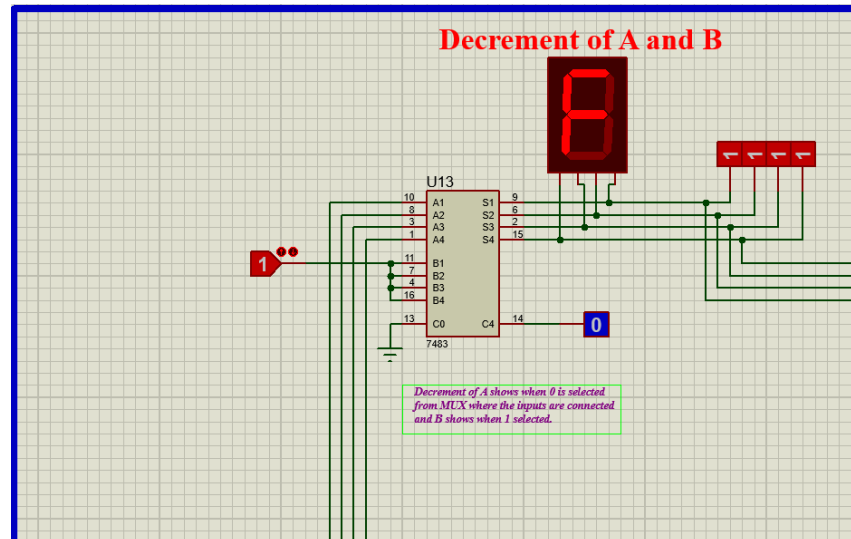 Decrement of A and B
F
1 1 1 1
U13
10 A1 S1 9
8 A2 S2 6
3 A3 S3 2
1 A4 S4 15
1
11 B1
7 B2
4 B3
16 B4
13 C0 C4 14
0
7483
Decrement of A shows when 0 is selected
from MUX where the inputs are connected
and B shows when 1 selected.